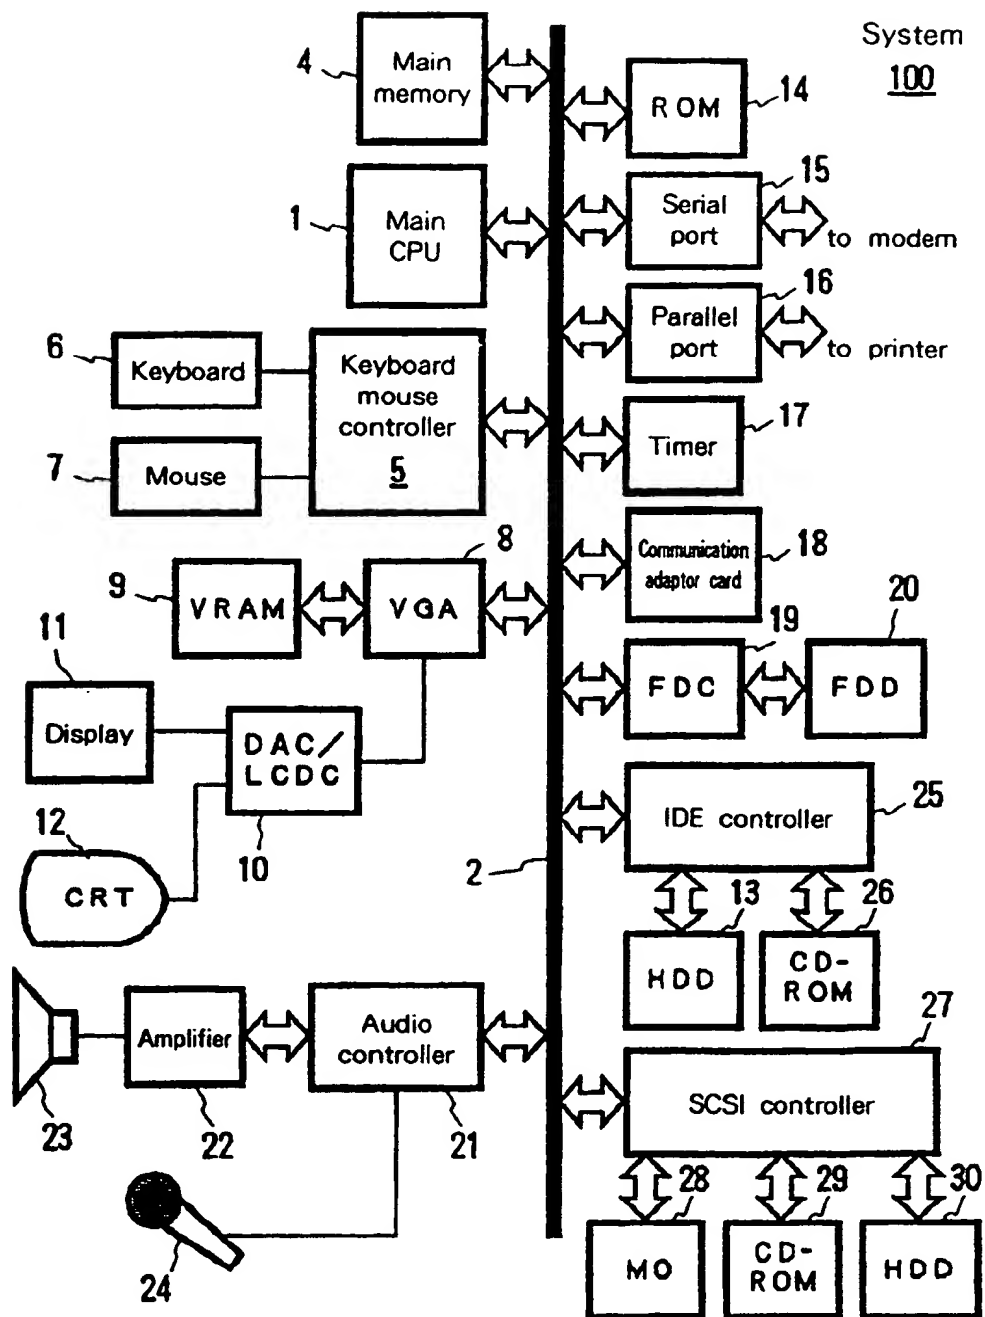 System
100
4
Main
memory
ROM
14
1
Main
CPU
15
Serial
port
to modem
16
Parallel
port
to printer
6
Keyboard
7
Mouse
Keyboard
mouse
controller
5
17
Timer
Communication
adaptor card
18
8
9
VRAM
VGA
19
20
FDC
FDD
11
Display
DAC/
LCDC
10
12
CRT
IDE controller
25
2
13
26
HDD
CD-
ROM
23
Amplifier
22
Audio
controller
21
24
27
SCSI controller
28
29
30
MO
CD-
ROM
HDD